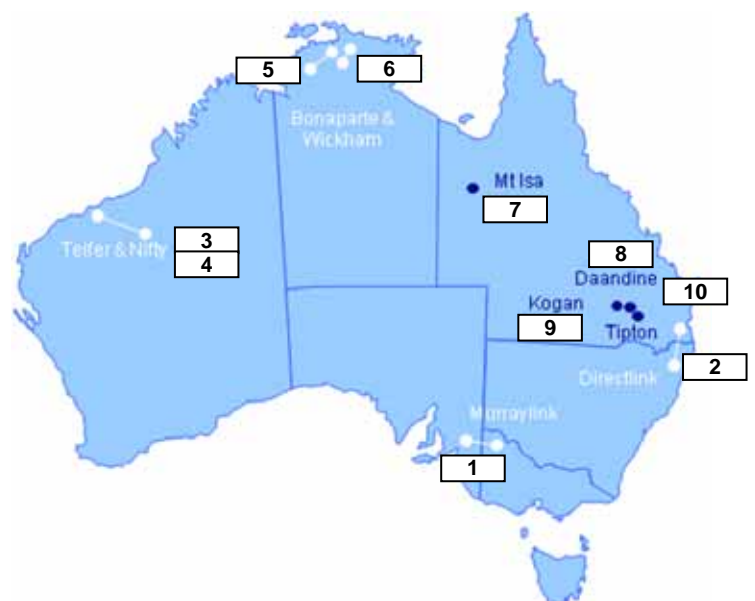 5
6
Bonaparte &
Wickham
Mt Isa
7
3
Telfer & Nifty
4
8
Daandine
10
Kogan
9
Tipton
2
Directlink
Murraylink
1